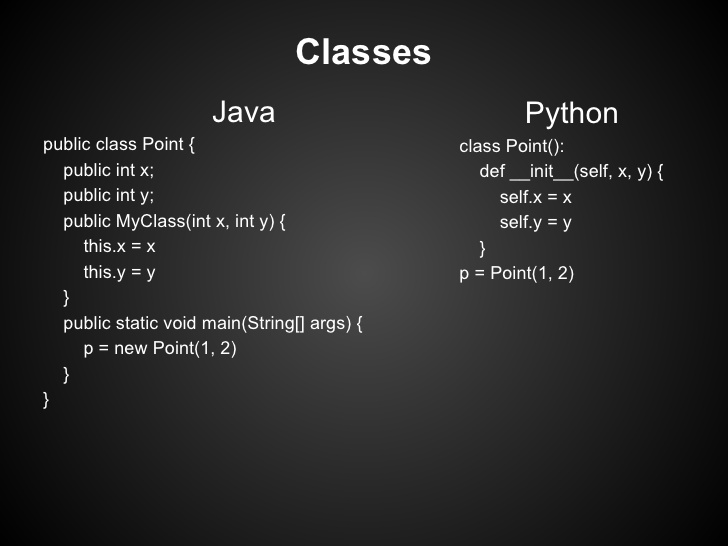 Classes
Java
public class Point {
public int x;
public int y;
public MyClass(int x, int y) {
this.x = x
this.y = y
}
public static void main(String[] args) {
p = new Point(1, 2)
}
}
Python
class Point():
def __init__(self, x, y) {
self.x = x
self.y = y
}
p = Point(1, 2)